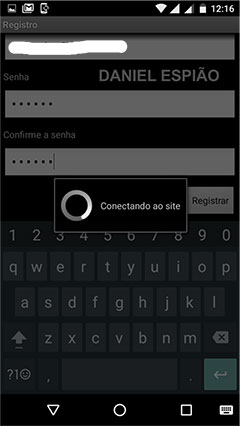 12:16
Registro
Senha
DANIEL ESPIÃO
••••••
Confirme a senha
••••••
Conectando ao site
Registrar
1 2 3 4 5 6 7 8 9 0
q w e r t y u i o p
a s d f g h j k l
z x c v b n m
?1☺ , .